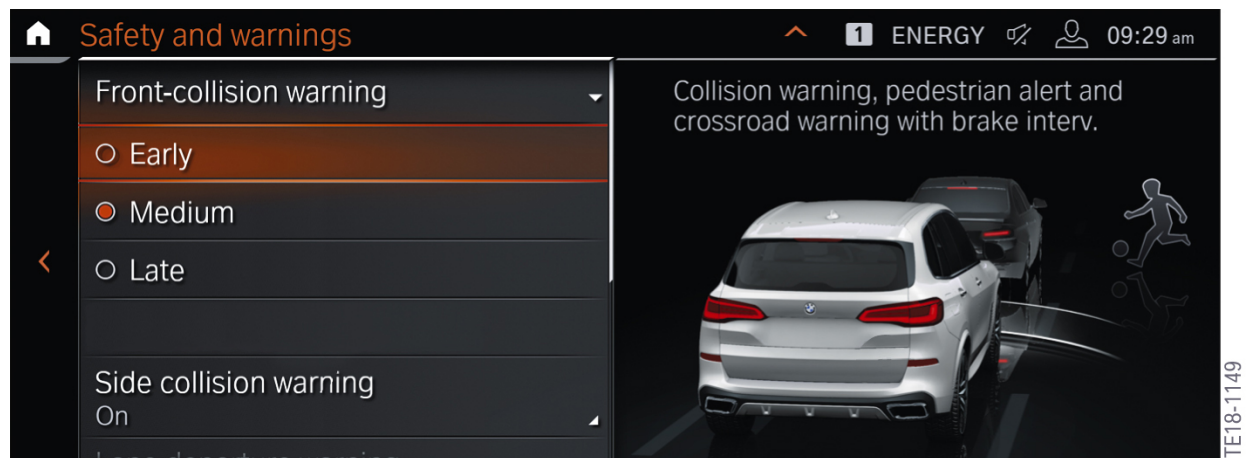 Safety and warnings
1 ENERGY 09:29 am
Front-collision warning
Early
Medium
Late
Side collision warning
On
Collision warning, pedestrian alert and
crossroad warning with brake interv.
TE18-1149